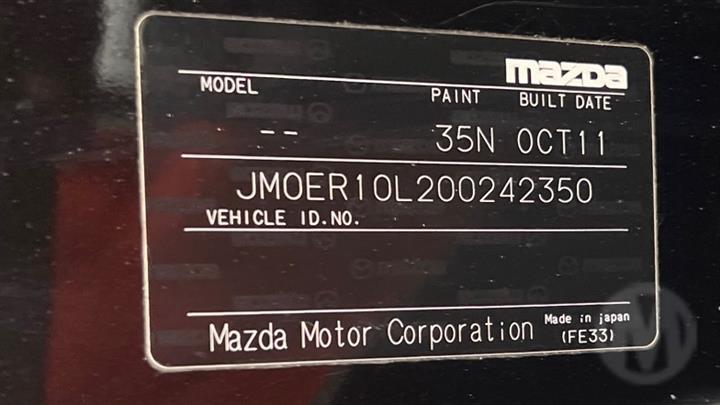 mazda
MODEL PAINT BUILT DATE
-- 35N OCT11
JM0ER10L200242350
VEHICLE ID.NO.
Mazda Motor Corporation Made in japan
(FE33)
M